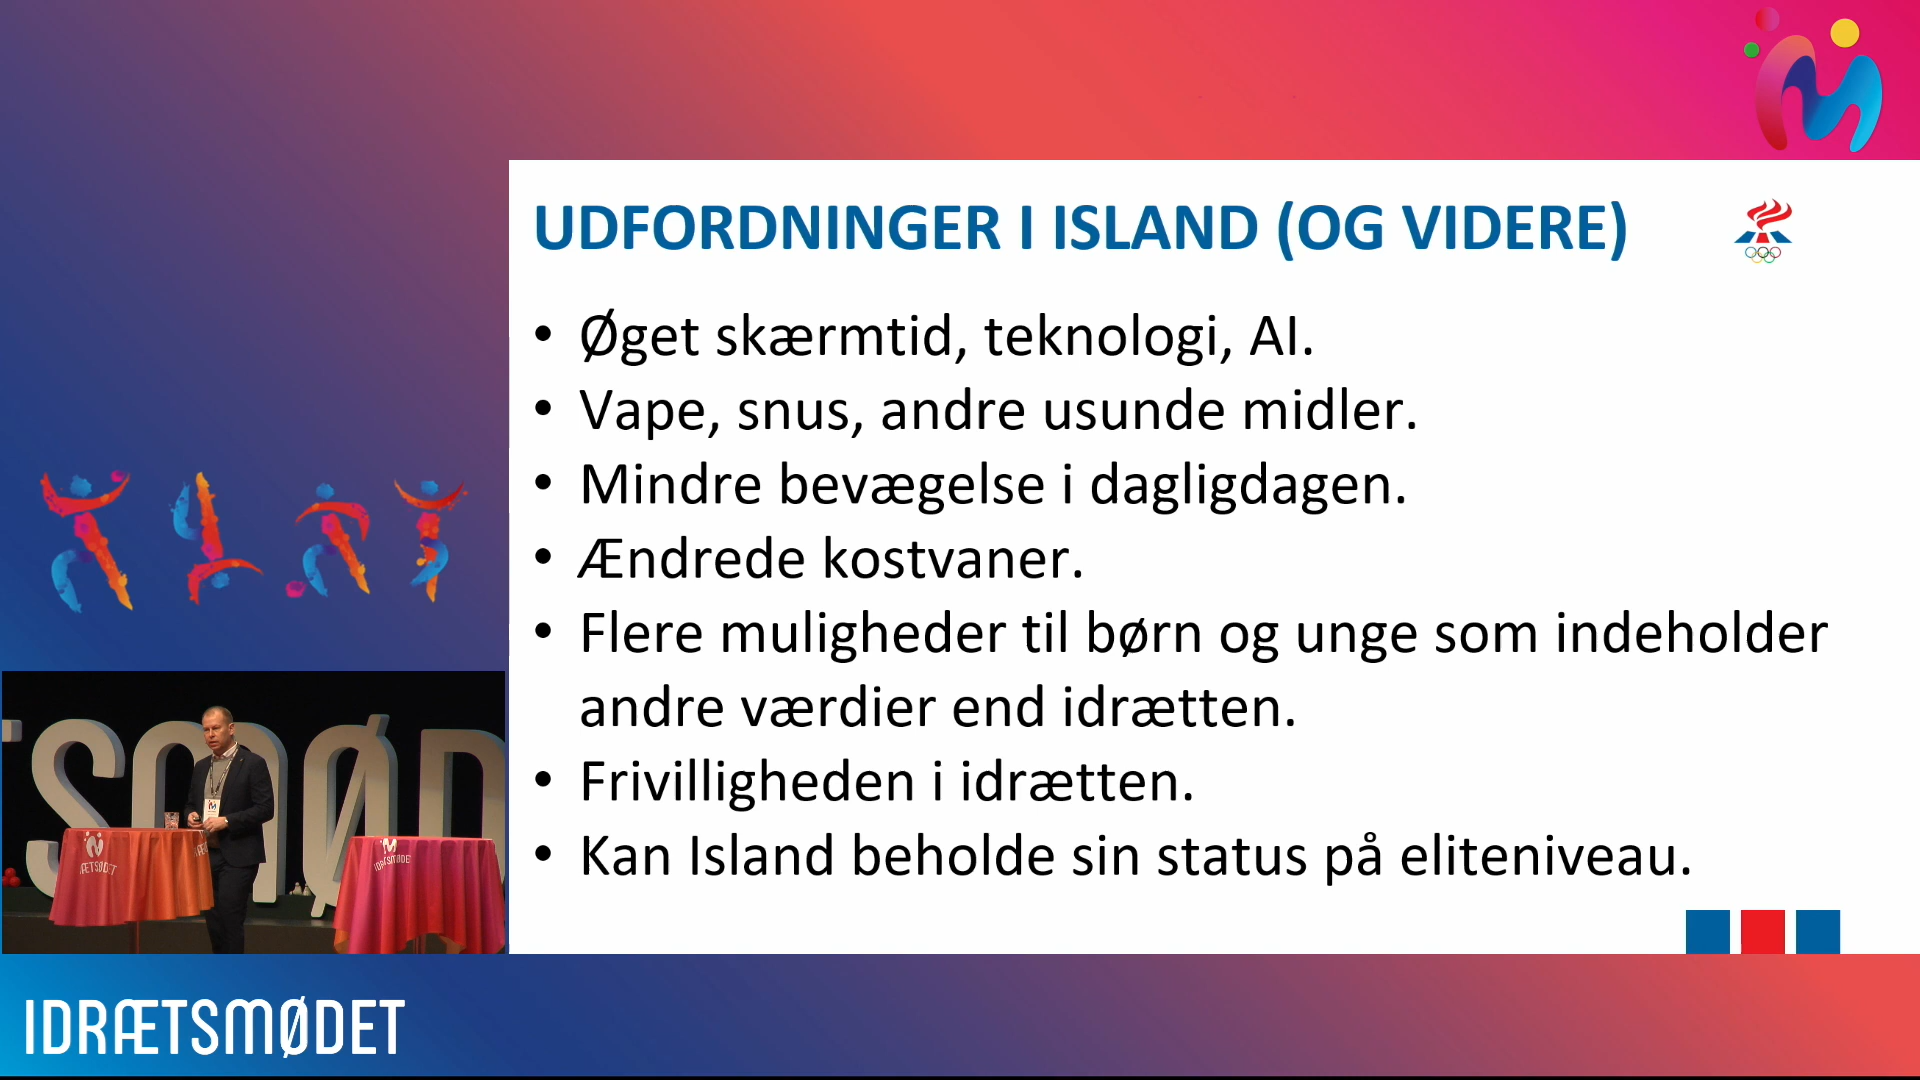 UDFORDNINGER I ISLAND (OG VIDERE)
• Øget skærmtid, teknologi, AI.
• Vape, snus, andre usunde midler.
• Mindre bevægelse i dagligdagen.
• Ændrede kostvaner.
• Flere muligheder til børn og unge som indeholder
andre værdier end idrætten.
• Frivilligheden i idrætten.
• Kan Island beholde sin status på eliteniveau.
TSMØD
IDRÆTSMØDET